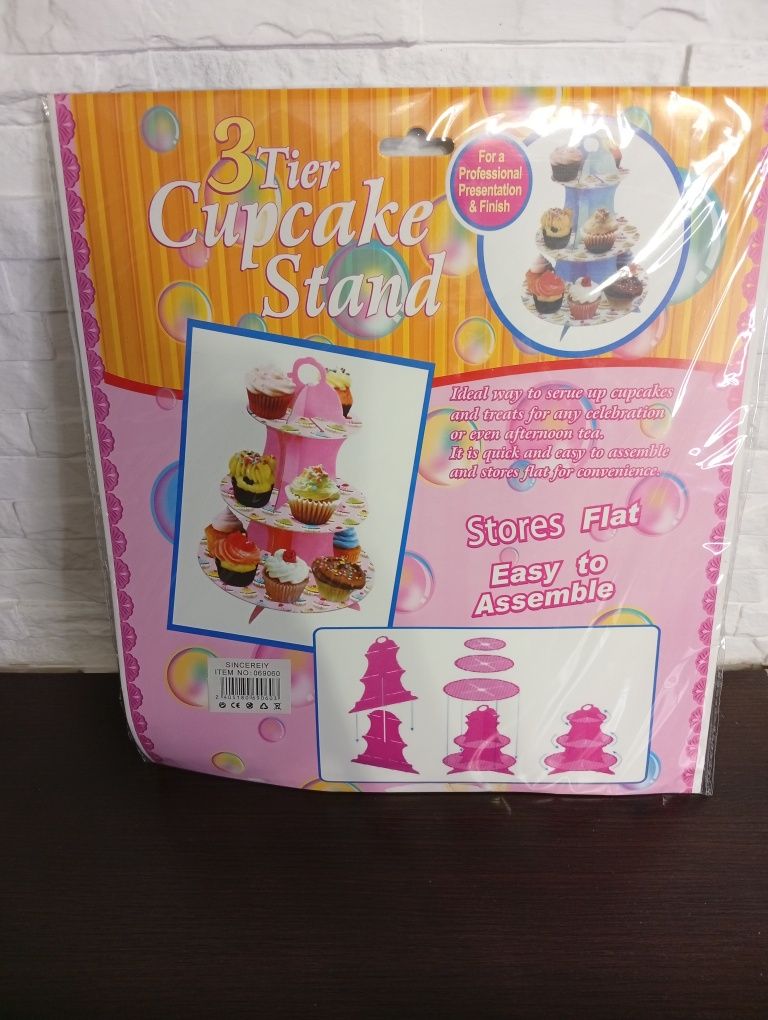 3 Tier
Cupcake
Stand
For a
Professional
Presentation
& Finish
Ideal way to serue up cupcakes
and treats for any celebration
or even afternoon tea.
It is quick and easy to assemble
and stores flat for convenience.
Stores Flat
Easy to
Assemble
SINCEREIY
ITEM NO: 069060